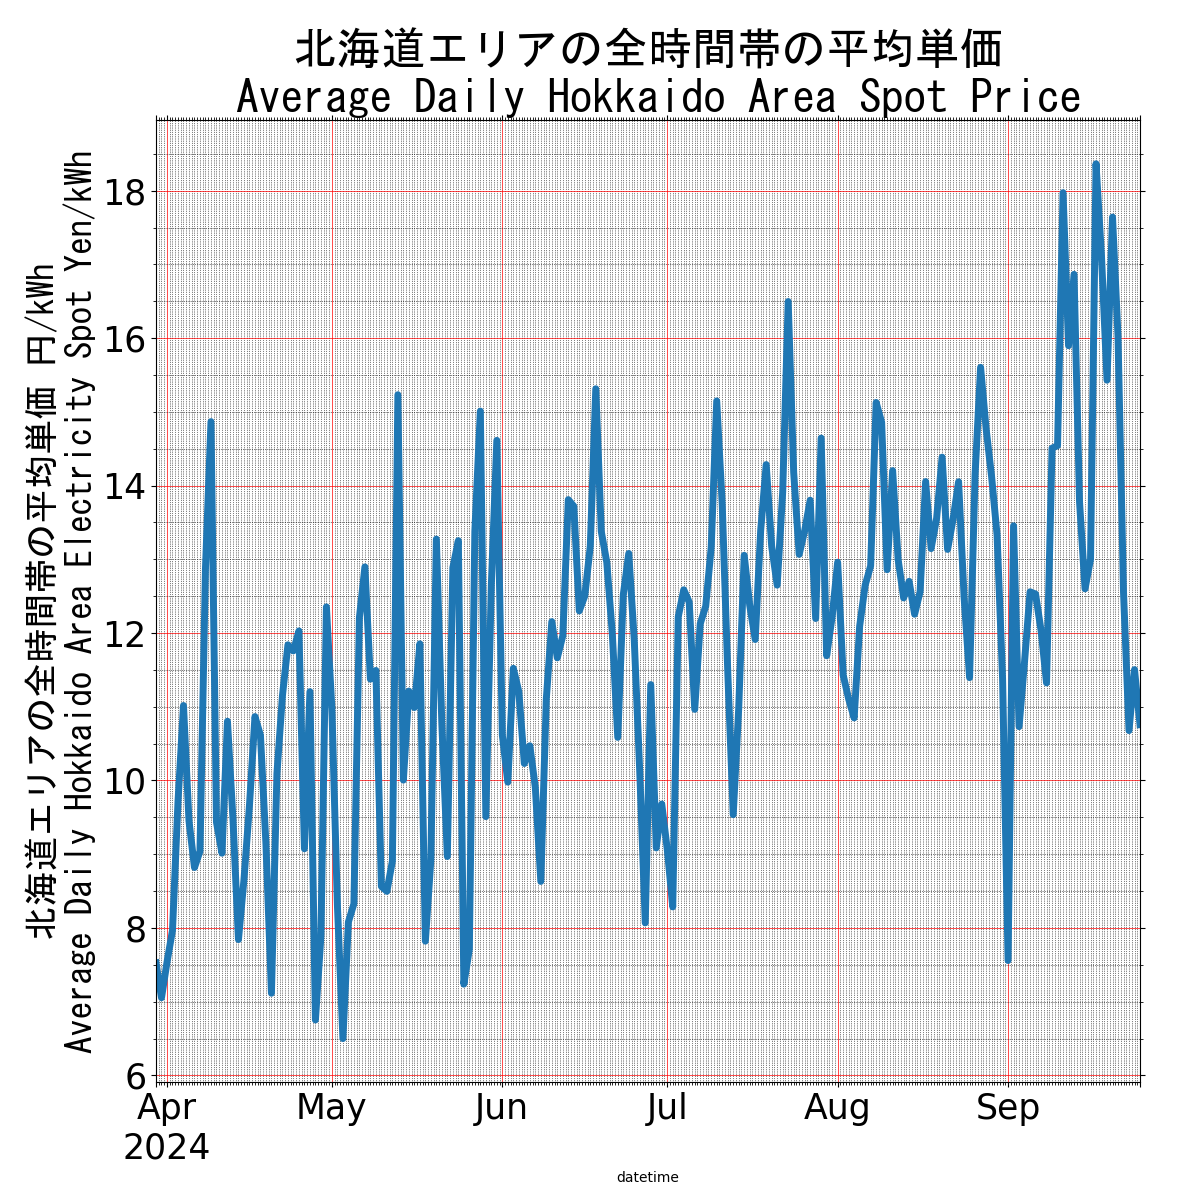 北海道エリアの全時間帯の平均単価
Average Daily Hokkaido Area Spot Price
北海道エリアの全時間帯の平均単価 円/kWh
Average Daily Hokkaido Area Electricity Spot Yen/kWh
18
16
14
12
10
8
6
Apr May Jun Jul Aug Sep
2024
datetime